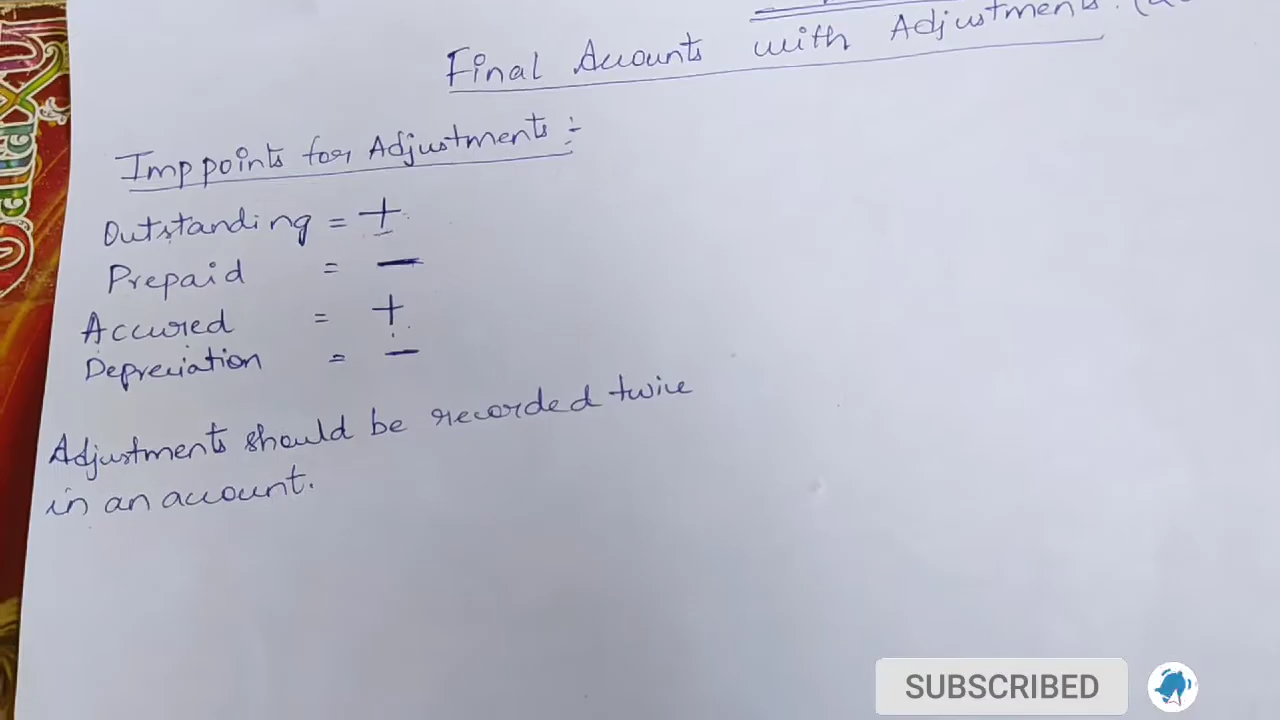 Final Accounts with Adjustments.
Imp points for Adjustments :-
Outstanding = +
Prepaid = —
Accured = +
Depreciation = —
Adjustments should be recorded twice
in an account.
SUBSCRIBED